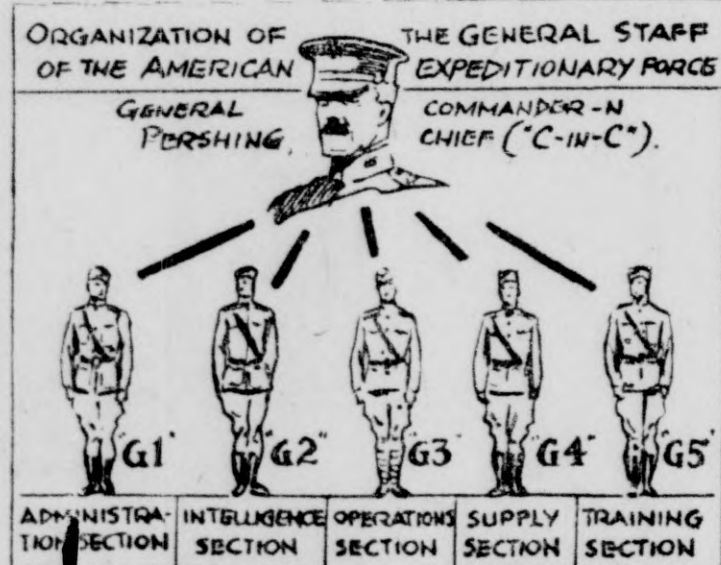 ORGANIZATION OF THE GENERAL STAFF
OF THE AMERICAN EXPEDITIONARY FORCE
GENERAL
PERSHING,
COMMANDER-N
CHIEF ("C-IN-C").
"G1" "G2" "G3" "G4" "G5"
ADMINISTRA-
TION SECTION
INTELLIGENCE
SECTION
OPERATIONS
SECTION
SUPPLY
SECTION
TRAINING
SECTION